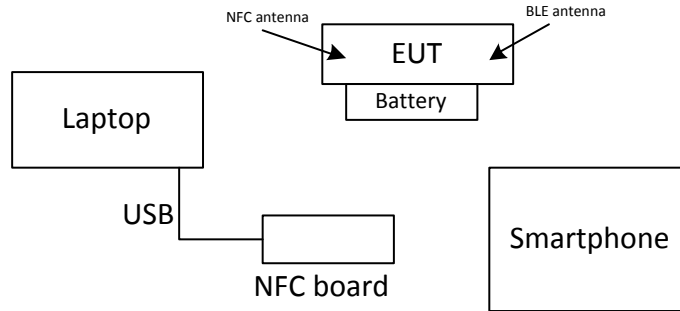 NFC antenna
BLE antenna
EUT
Battery
Laptop
USB
NFC board
Smartphone